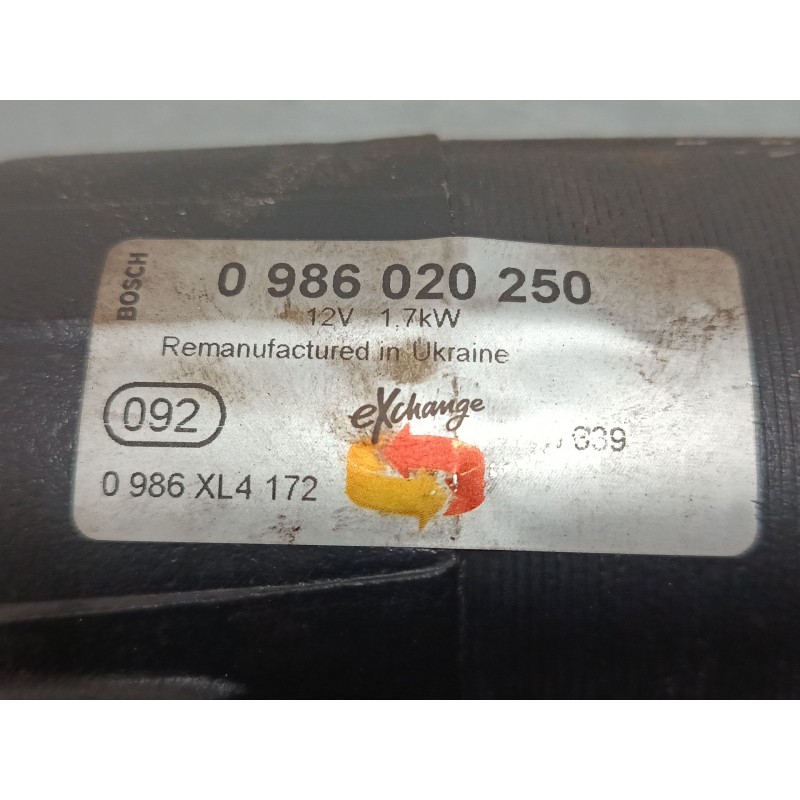 BOSCH
0 986 020 250
12V 1,7kW
Remanufactured in Ukraine
092
eXchange
0 986 XL4 172